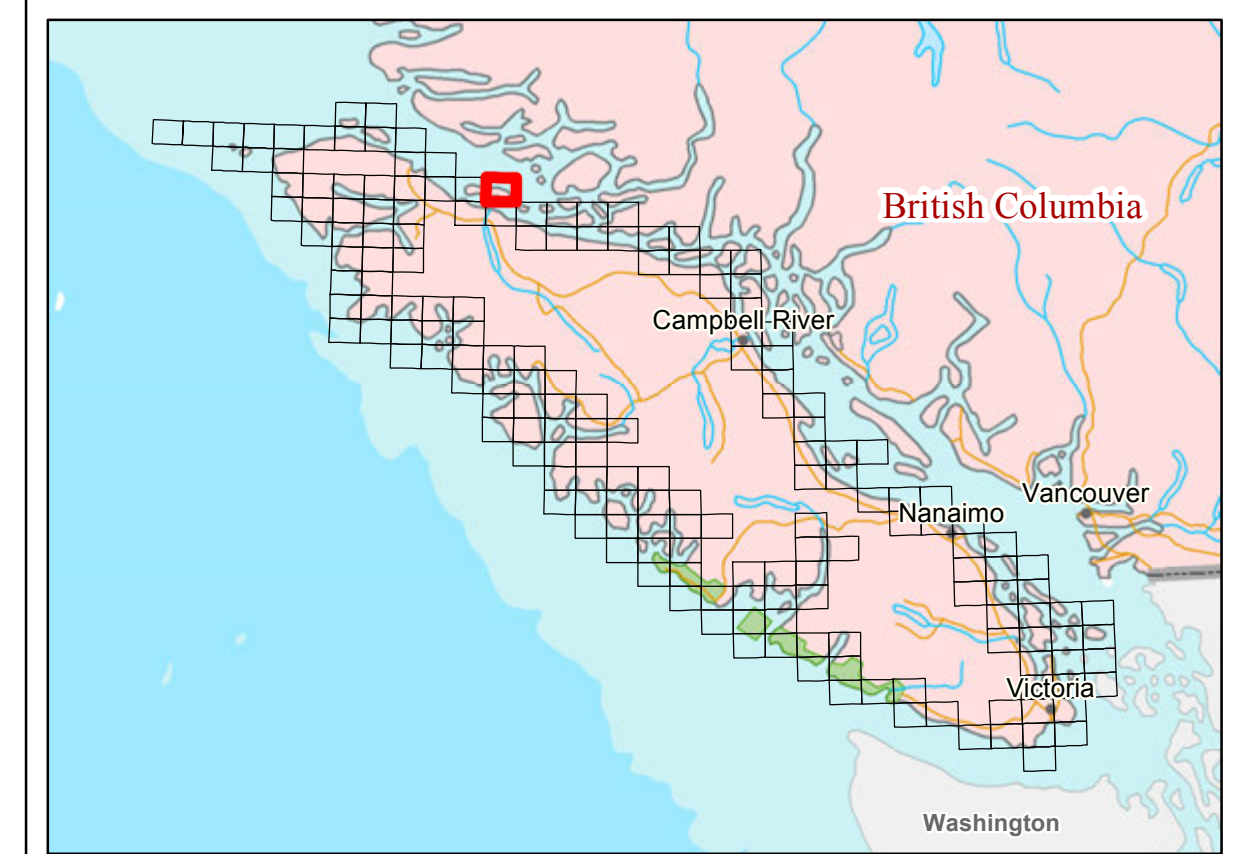 British Columbia
Campbell River
Vancouver
Nanaimo
Victoria
Washington